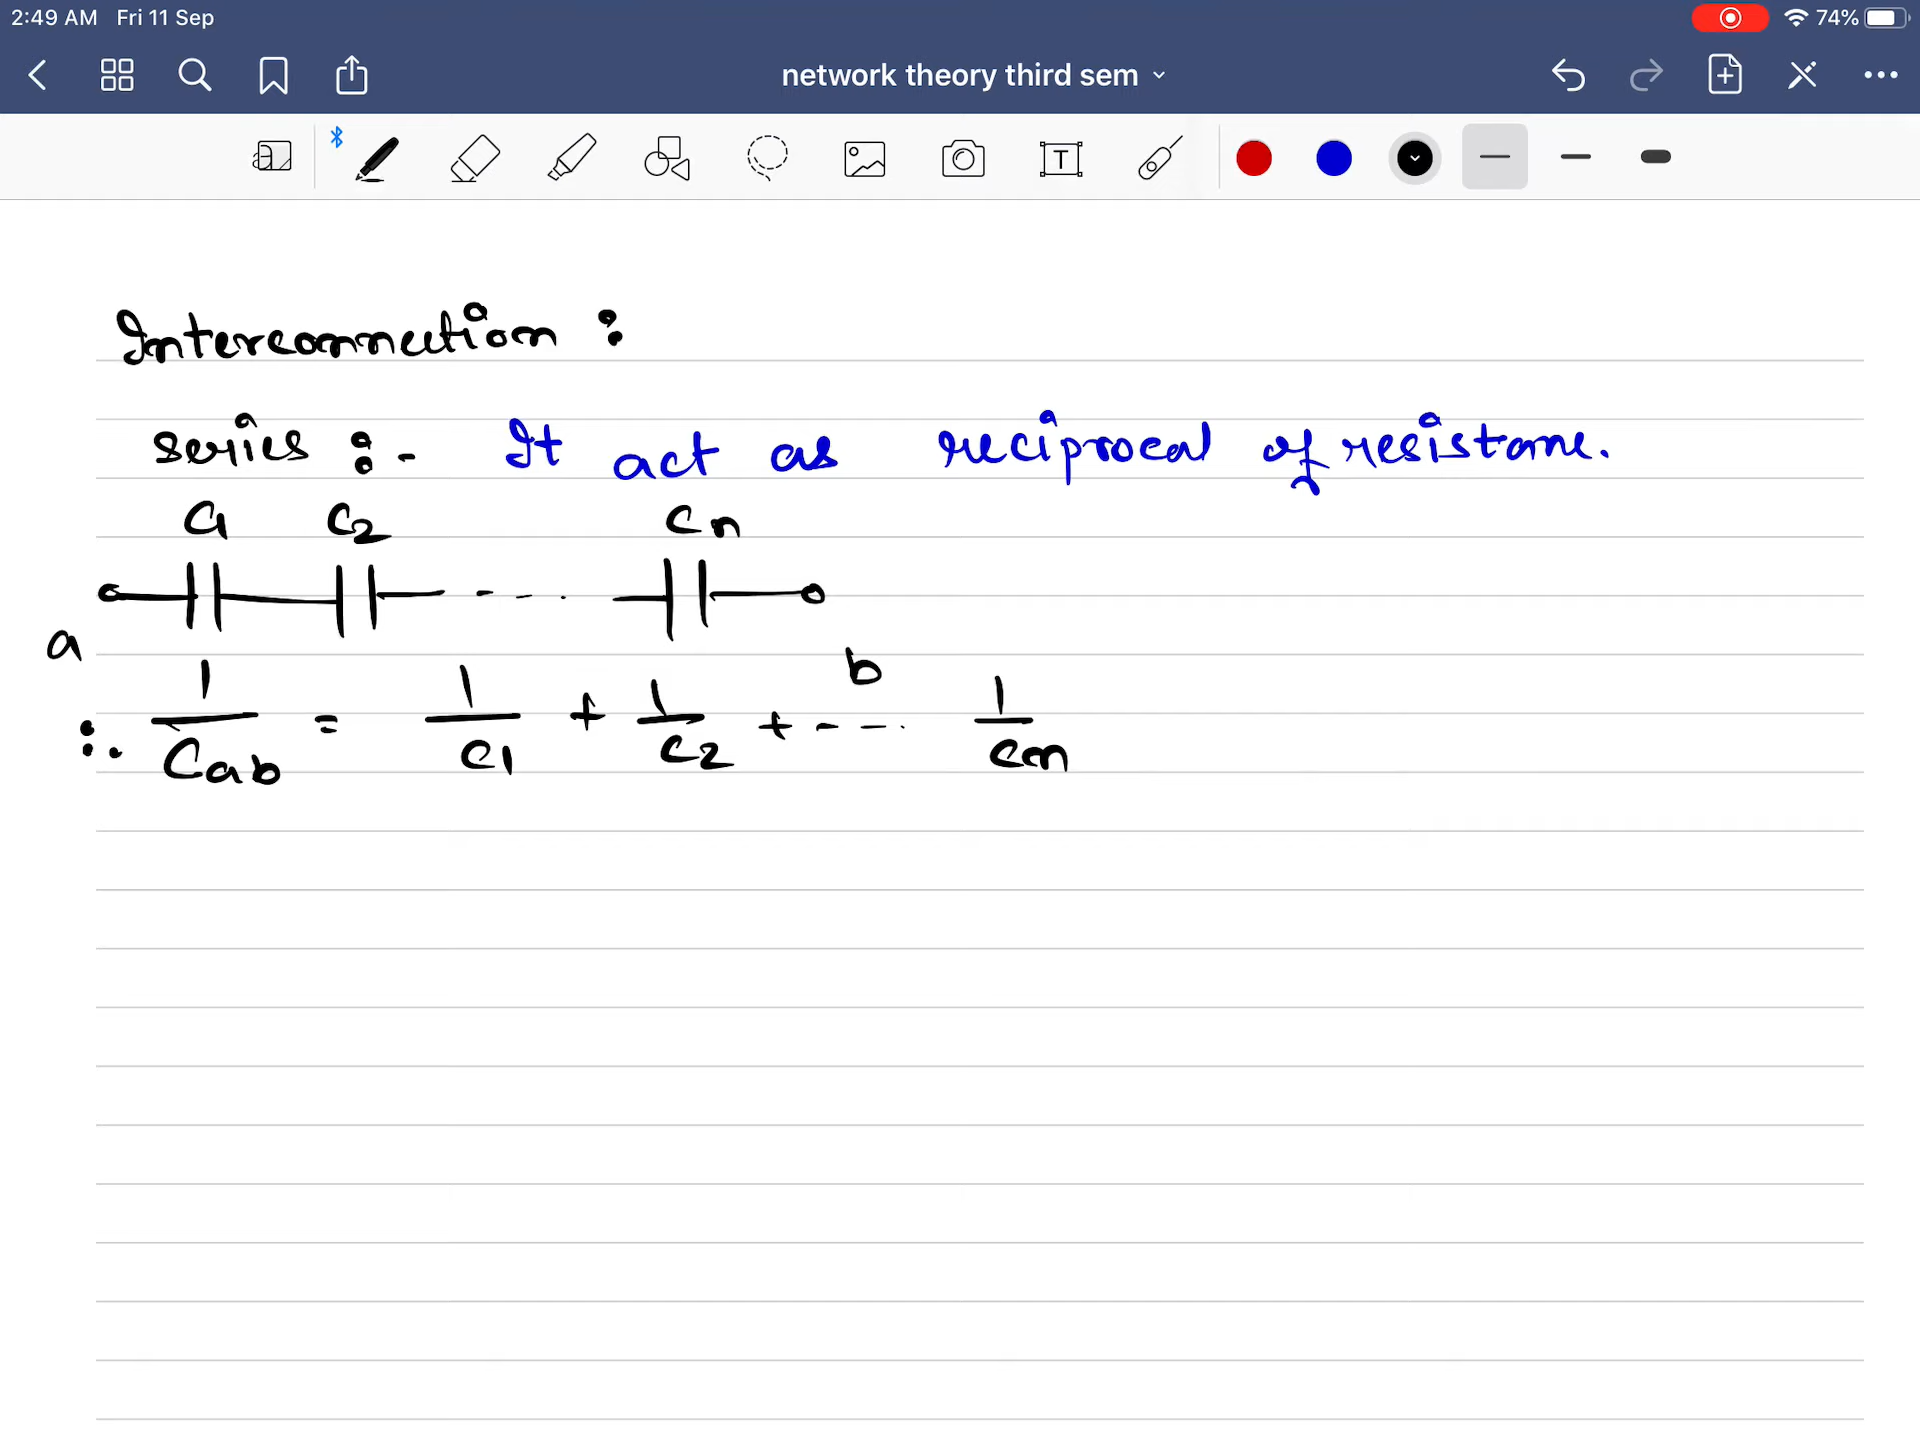 2:49 AM Fri 11 Sep 74%
network theory third sem
T
Interconnection :
series :- It act as reciprocal of resistance.
C1 C2 Cn
a b
∴ 1/Cab = 1/C1 + 1/C2 + ---- 1/Cn